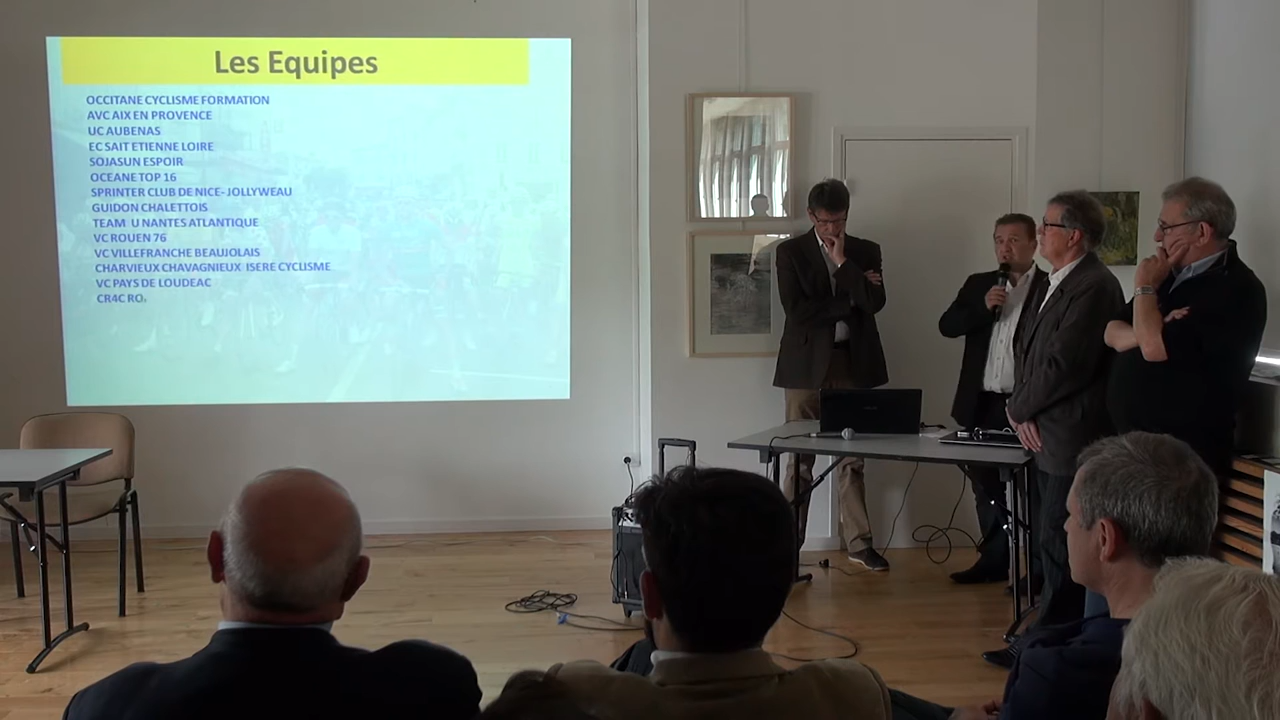 Les Equipes
OCCITANE CYCLISME FORMATION
AVC AIX EN PROVENCE
UC AUBENAS
EC SAIT ETIENNE LOIRE
SOJASUN ESPOIR
OCEANE TOP 16
SPRINTER CLUB DE NICE- JOLLYWEAU
GUIDON CHALETTOIS
TEAM U NANTES ATLANTIQUE
VC ROUEN 76
VC VILLEFRANCHE BEAUJOLAIS
CHARVIEUX CHAVAGNIEUX ISERE CYCLISME
VC PAYS DE LOUDEAC
CR4C RO